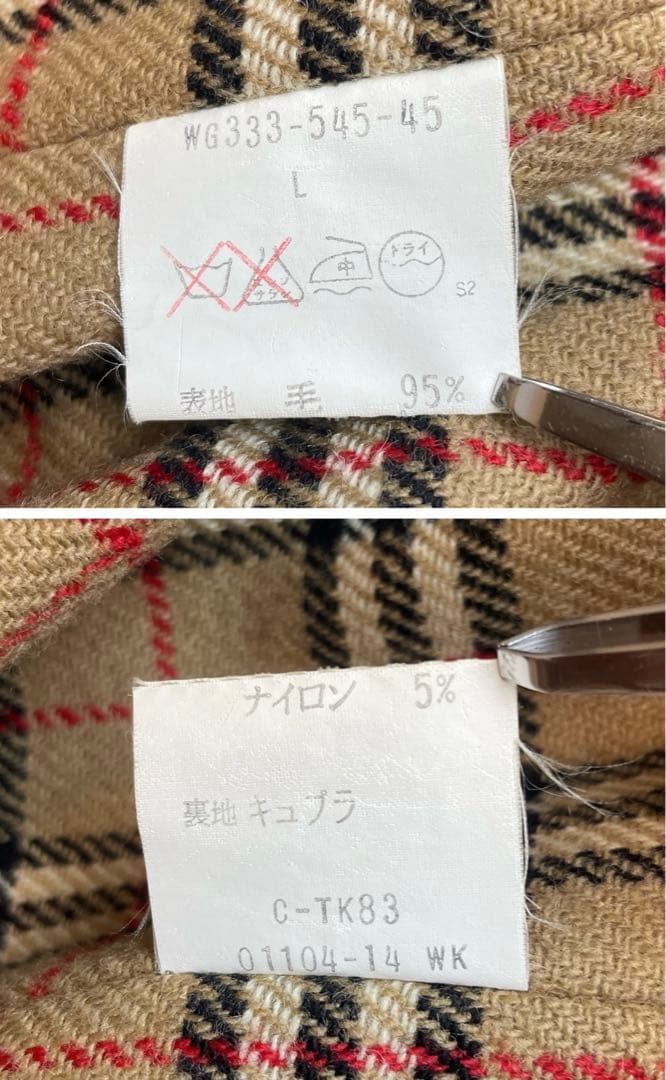 WG333-545-45
L
中 ドライ
S2
表地 毛 95%
ナイロン 5%
裏地 キュプラ
C-TK83
01104-14 WK